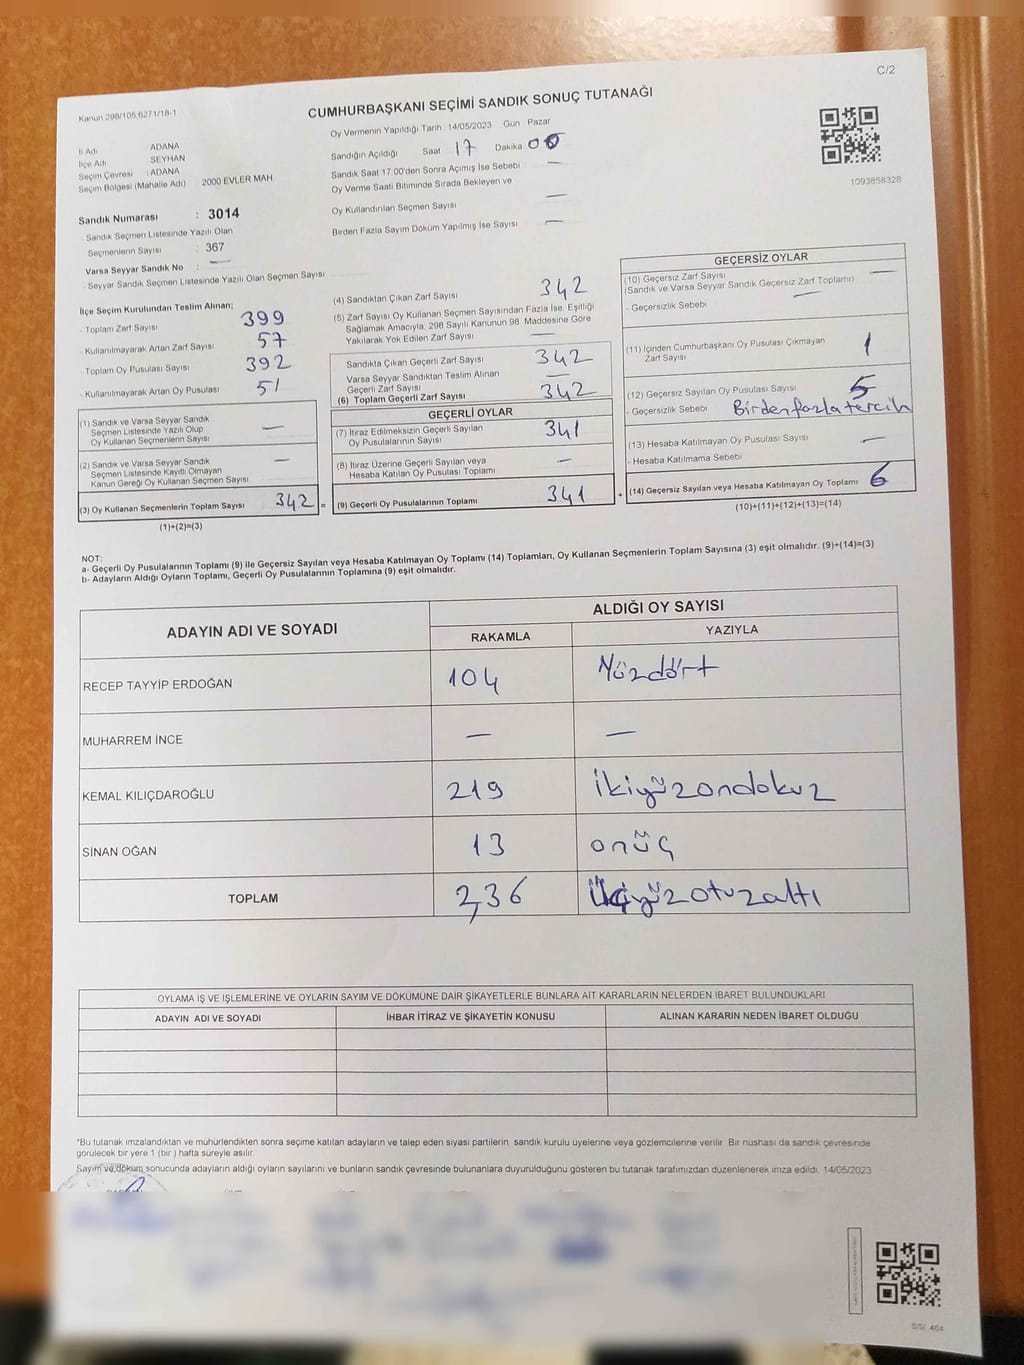 C/2
Kanun 298/105,6271/18-1
CUMHURBAŞKANI SEÇİMİ SANDIK SONUÇ TUTANAĞI
Oy Vermenin Yapıldığı Tarih 14/05/2023 Gün Pazar
İl Adı ADANA
İlçe Adı SEYHAN
Seçim Çevresi : ADANA
Seçim Bölgesi (Mahalle Adı) 2000 EVLER MAH
Sandığın Açıldığı Saat 17 Dakika 00
Sandık Saat 17:00'den Sonra Açımış İse Sebebi —
Oy Verme Saati Bitiminde Sırada Bekleyen ve
Oy Kullandırılan Seçmen Sayısı —
Birden Fazla Sayım Döküm Yapılmış İse Sayısı —
1093858328
Sandık Numarası : 3014
- Sandık Seçmen Listesinde Yazılı Olan
Seçmenlerin Sayısı : 367
Varsa Seyyar Sandık No : —
- Seyyar Sandık Seçmen Listesinde Yazılı Olan Seçmen Sayısı
İlçe Seçim Kurulundan Teslim Alınan;
- Toplam Zarf Sayısı 399
- Kullanılmayarak Artan Zarf Sayısı 57
- Toplam Oy Pusulası Sayısı 392
- Kullanılmayarak Artan Oy Pusulası 51
(1) Sandık ve Varsa Seyyar Sandık
Seçmen Listesinde Yazılı Olup
Oy Kullanan Seçmenlerin Sayısı —
(2) Sandık ve Varsa Seyyar Sandık
Seçmen Listesinde Kayıtlı Olmayan
Kanun Gereği Oy Kullanan Seçmen Sayısı —
(3) Oy Kullanan Seçmenlerin Toplam Sayısı 342 =
(1)+(2)=(3)
(4) Sandıktan Çıkan Zarf Sayısı 342
(5) Zarf Sayısı Oy Kullanan Seçmen Sayısından Fazla İse, Eşitliği
Sağlamak Amacıyla, 298 Sayılı Kanunun 98. Maddesine Göre
Yakılarak Yok Edilen Zarf Sayısı —
Sandıkta Çıkan Geçerli Zarf Sayısı 342
Varsa Seyyar Sandıktan Teslim Alınan
Geçerli Zarf Sayısı —
(6) Toplam Geçerli Zarf Sayısı 342
GEÇERLİ OYLAR
(7) İtiraz Edilmeksizin Geçerli Sayılan
Oy Pusulalarının Sayısı 341
(8) İtiraz Üzerine Geçerli Sayılan veya
Hesaba Katılan Oy Pusulası Toplamı —
(9) Geçerli Oy Pusulalarının Toplamı 341 +
GEÇERSİZ OYLAR
(10) Geçersiz Zarf Sayısı —
(Sandık ve Varsa Seyyar Sandık Geçersiz Zarf Toplamı)
- Geçersizlik Sebebi —
(11) İçinden Cumhurbaşkanı Oy Pusulası Çıkmayan
Zarf Sayısı 1
(12) Geçersiz Sayılan Oy Pusulası Sayısı 5
- Geçersizlik Sebebi Birden fazla tercih
(13) Hesaba Katılmayan Oy Pusulası Sayısı —
- Hesaba Katılmama Sebebi
(14) Geçersiz Sayılan veya Hesaba Katılmayan Oy Toplamı 6
(10)+(11)+(12)+(13)=(14)
NOT:
a- Geçerli Oy Pusulalarının Toplamı (9) ile Geçersiz Sayılan veya Hesaba Katılmayan Oy Toplamı (14) Toplamları, Oy Kullanan Seçmenlerin Toplam Sayısına (3) eşit olmalıdır. (9)+(14)=(3)
b- Adayların Aldığı Oyların Toplamı, Geçerli Oy Pusulalarının Toplamına (9) eşit olmalıdır.
ADAYIN ADI VE SOYADI ALDIĞI OY SAYISI
RAKAMLA YAZIYLA
RECEP TAYYİP ERDOĞAN 104 Yüzdört
MUHARREM İNCE — —
KEMAL KILIÇDAROĞLU 219 ikiyüzondokuz
SİNAN OĞAN 13 onüç
TOPLAM 236 üçyüzotuzaltı
OYLAMA İŞ VE İŞLEMLERİNE VE OYLARIN SAYIM VE DÖKÜMÜNE DAİR ŞİKAYETLERLE BUNLARA AİT KARARLARIN NELERDEN İBARET BULUNDUKLARI
ADAYIN ADI VE SOYADI İHBAR İTİRAZ VE ŞİKAYETİN KONUSU ALINAN KARARIN NEDEN İBARET OLDUĞU
*Bu tutanak imzalandıktan ve mühürlendikten sonra seçime katılan adayların ve talep eden siyasi partilerin sandık kurulu üyelerine veya gözlemcilerine verilir. Bir nüshası da sandık çevresinde
görülecek bir yere 1 (bir) hafta süreyle asılır.
Sayım ve döküm sonucunda adayların aldığı oyların sayılarını ve bunların sandık çevresinde bulunanlara duyurulduğunu gösteren bu tutanak tarafımızdan düzenlenerek imza edildi. 14/05/2023